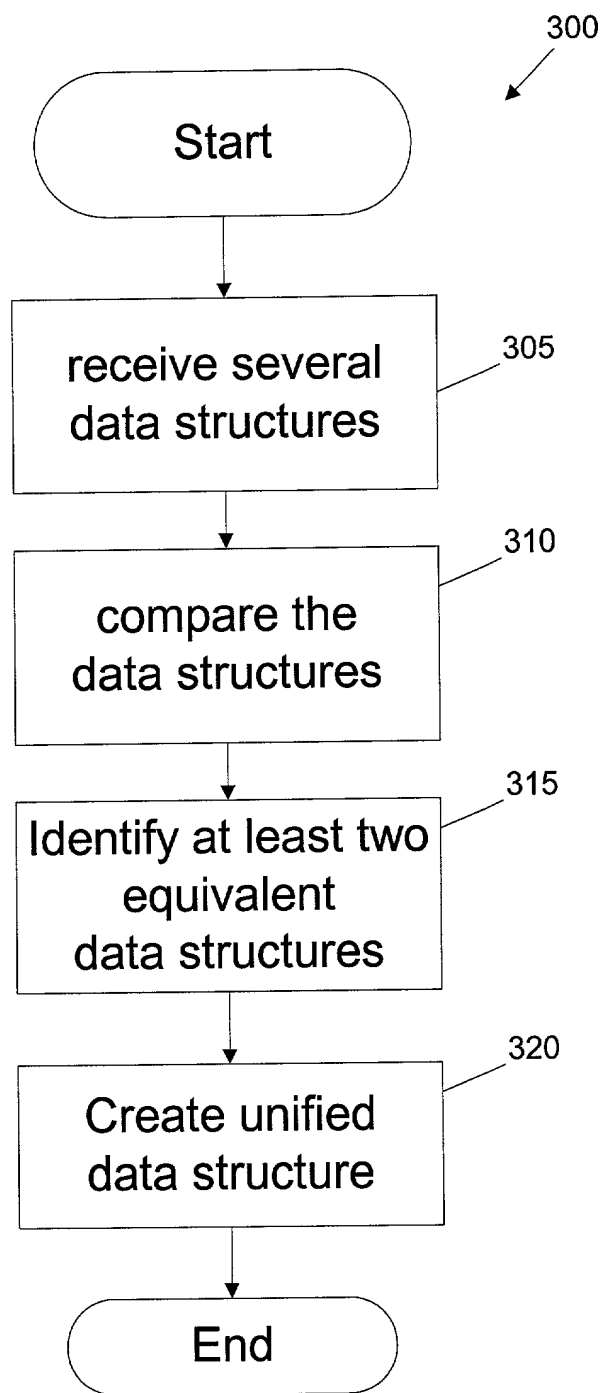 300
Start
receive several
data structures
305
compare the
data structures
310
Identify at least two
equivalent
data structures
315
Create unified
data structure
320
End